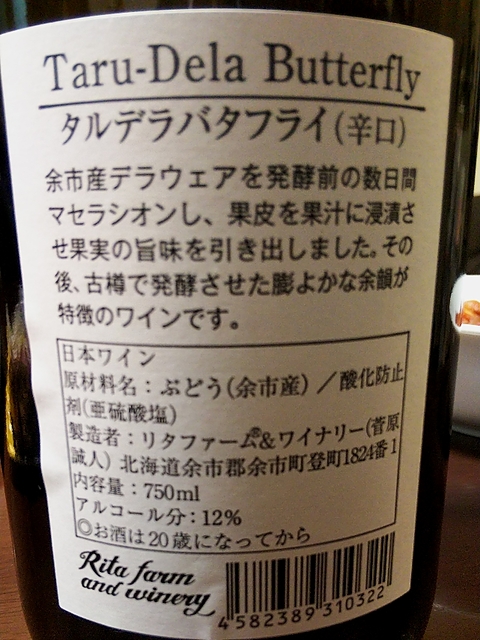 Taru-Dela Butterfly
タルデラバタフライ(辛口)
余市産デラウェアを発酵前の数日間
マセラシオンし、果皮を果汁に浸漬さ
せ果実の旨味を引き出しました。その
後、古樽で発酵させた膨よかな余韻が
特徴のワインです。
日本ワイン
原材料名：ぶどう(余市産)／酸化防止
剤(亜硫酸塩)
製造者：リタファーム®&ワイナリー(菅原
誠人) 北海道余市郡余市町登町1824番1
内容量：750ml
アルコール分：12%
◎お酒は20歳になってから
Rita farm
and winery
4 582389 310322